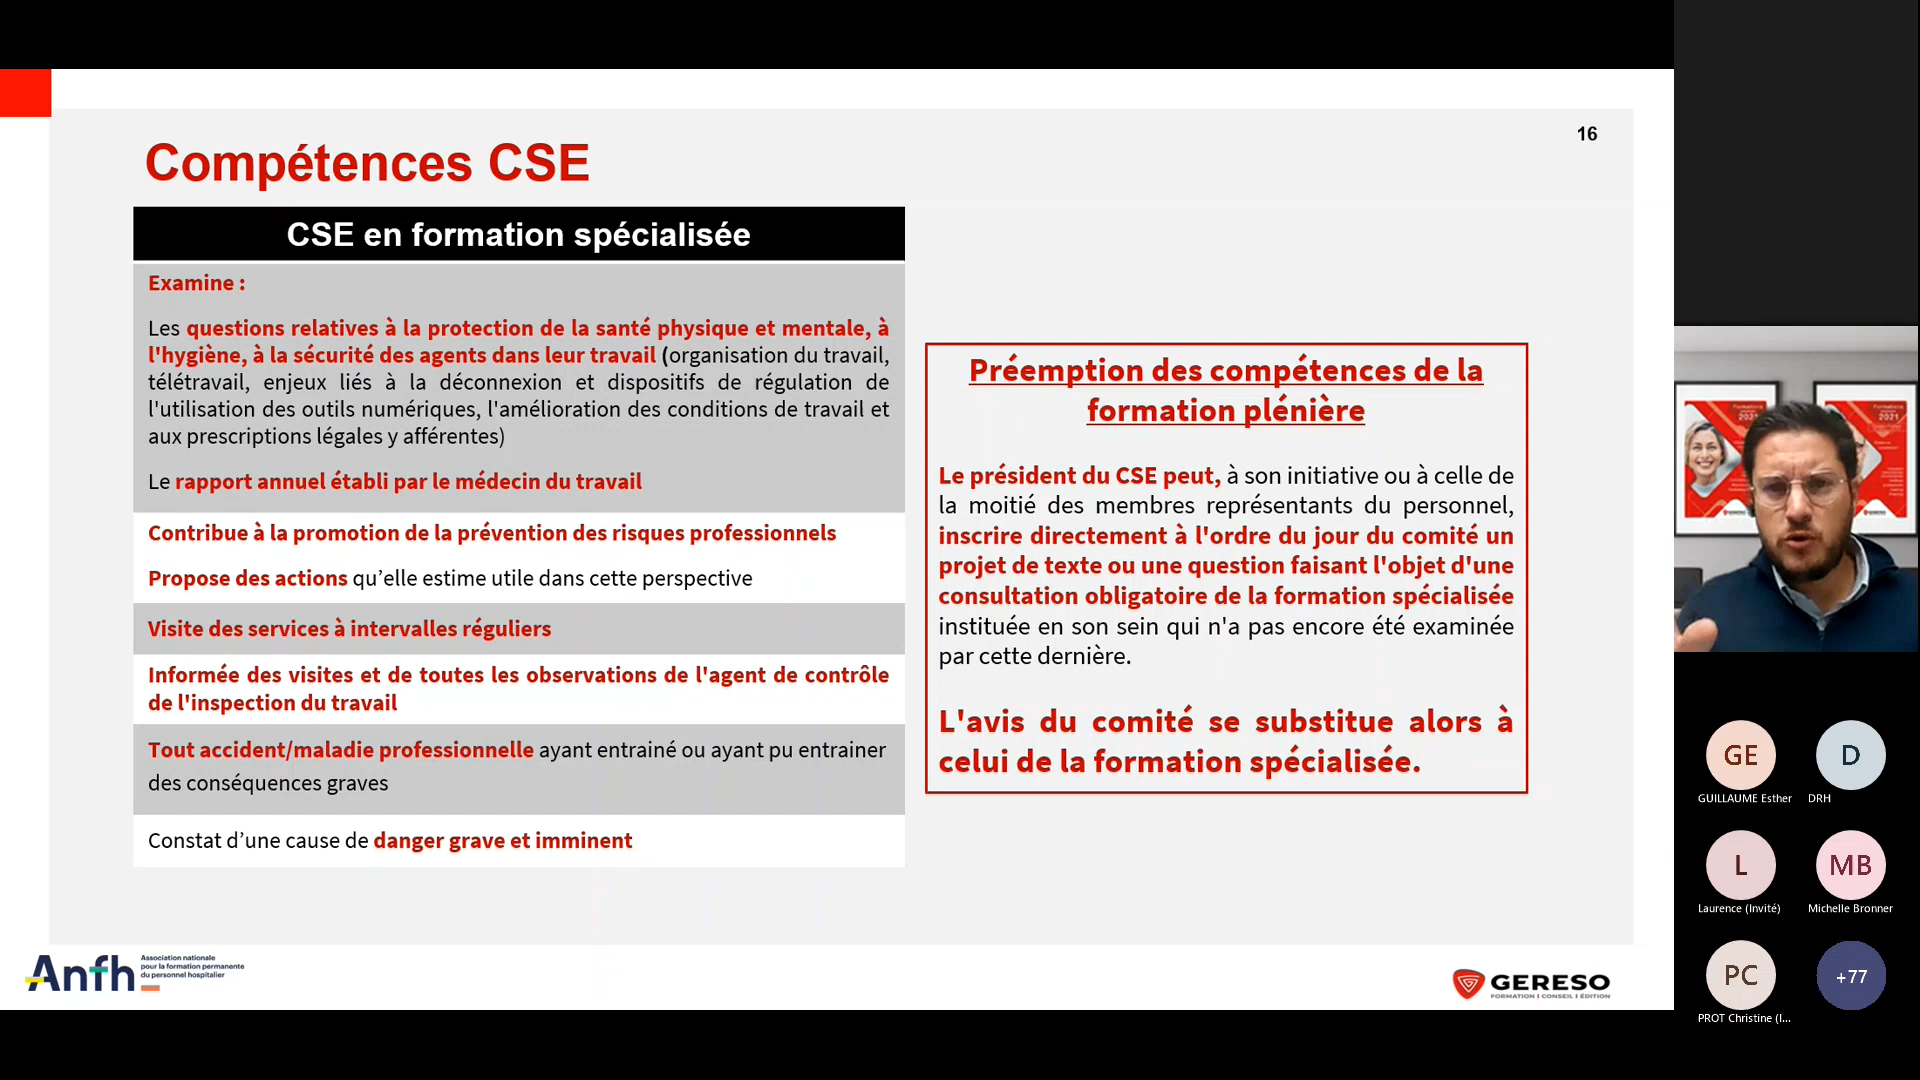 16
Compétences CSE
CSE en formation spécialisée
Examine :
Les questions relatives à la protection de la santé physique et mentale, à
l'hygiène, à la sécurité des agents dans leur travail (organisation du travail,
télétravail, enjeux liés à la déconnexion et dispositifs de régulation de
l'utilisation des outils numériques, l'amélioration des conditions de travail et
aux prescriptions légales y afférentes)
Le rapport annuel établi par le médecin du travail
Contribue à la promotion de la prévention des risques professionnels
Propose des actions qu’elle estime utile dans cette perspective
Visite des services à intervalles réguliers
Informée des visites et de toutes les observations de l'agent de contrôle
de l'inspection du travail
Tout accident/maladie professionnelle ayant entrainé ou ayant pu entrainer
des conséquences graves
Constat d’une cause de danger grave et imminent
Préemption des compétences de la
formation plénière
Le président du CSE peut, à son initiative ou à celle de
la moitié des membres représentants du personnel,
inscrire directement à l'ordre du jour du comité un
projet de texte ou une question faisant l'objet d'une
consultation obligatoire de la formation spécialisée
instituée en son sein qui n'a pas encore été examinée
par cette dernière.
L'avis du comité se substitue alors à
celui de la formation spécialisée.
Anfh
Association nationale
pour la formation permanente
du personnel hospitalier
GERESO
FORMATION | CONSEIL | ÉDITION
2021
GE
GUILLAUME Esther
D
DRH
L
Laurence (Invité)
MB
Michelle Bronner
PC
PROT Christine (I...
+77